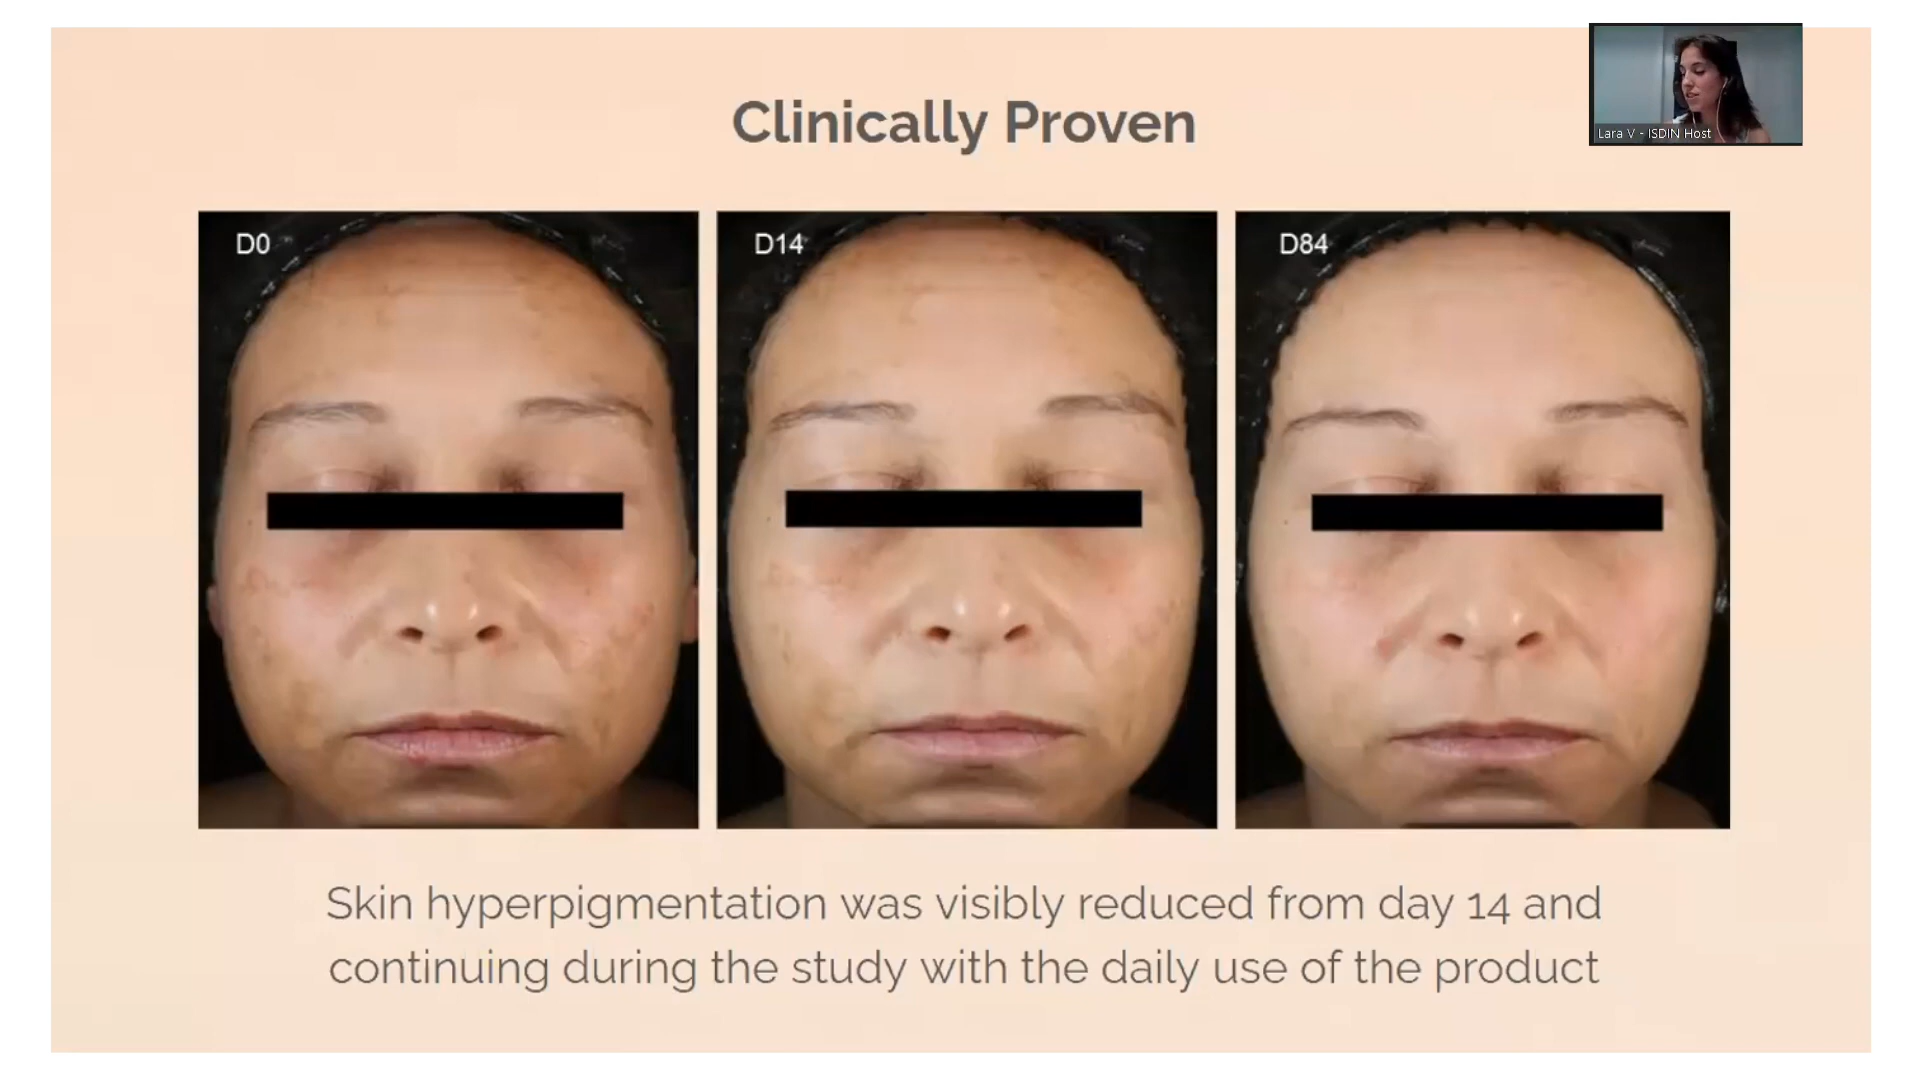 Clinically Proven
Lara V - ISDIN Host
D0
D14
D84
Skin hyperpigmentation was visibly reduced from day 14 and
continuing during the study with the daily use of the product